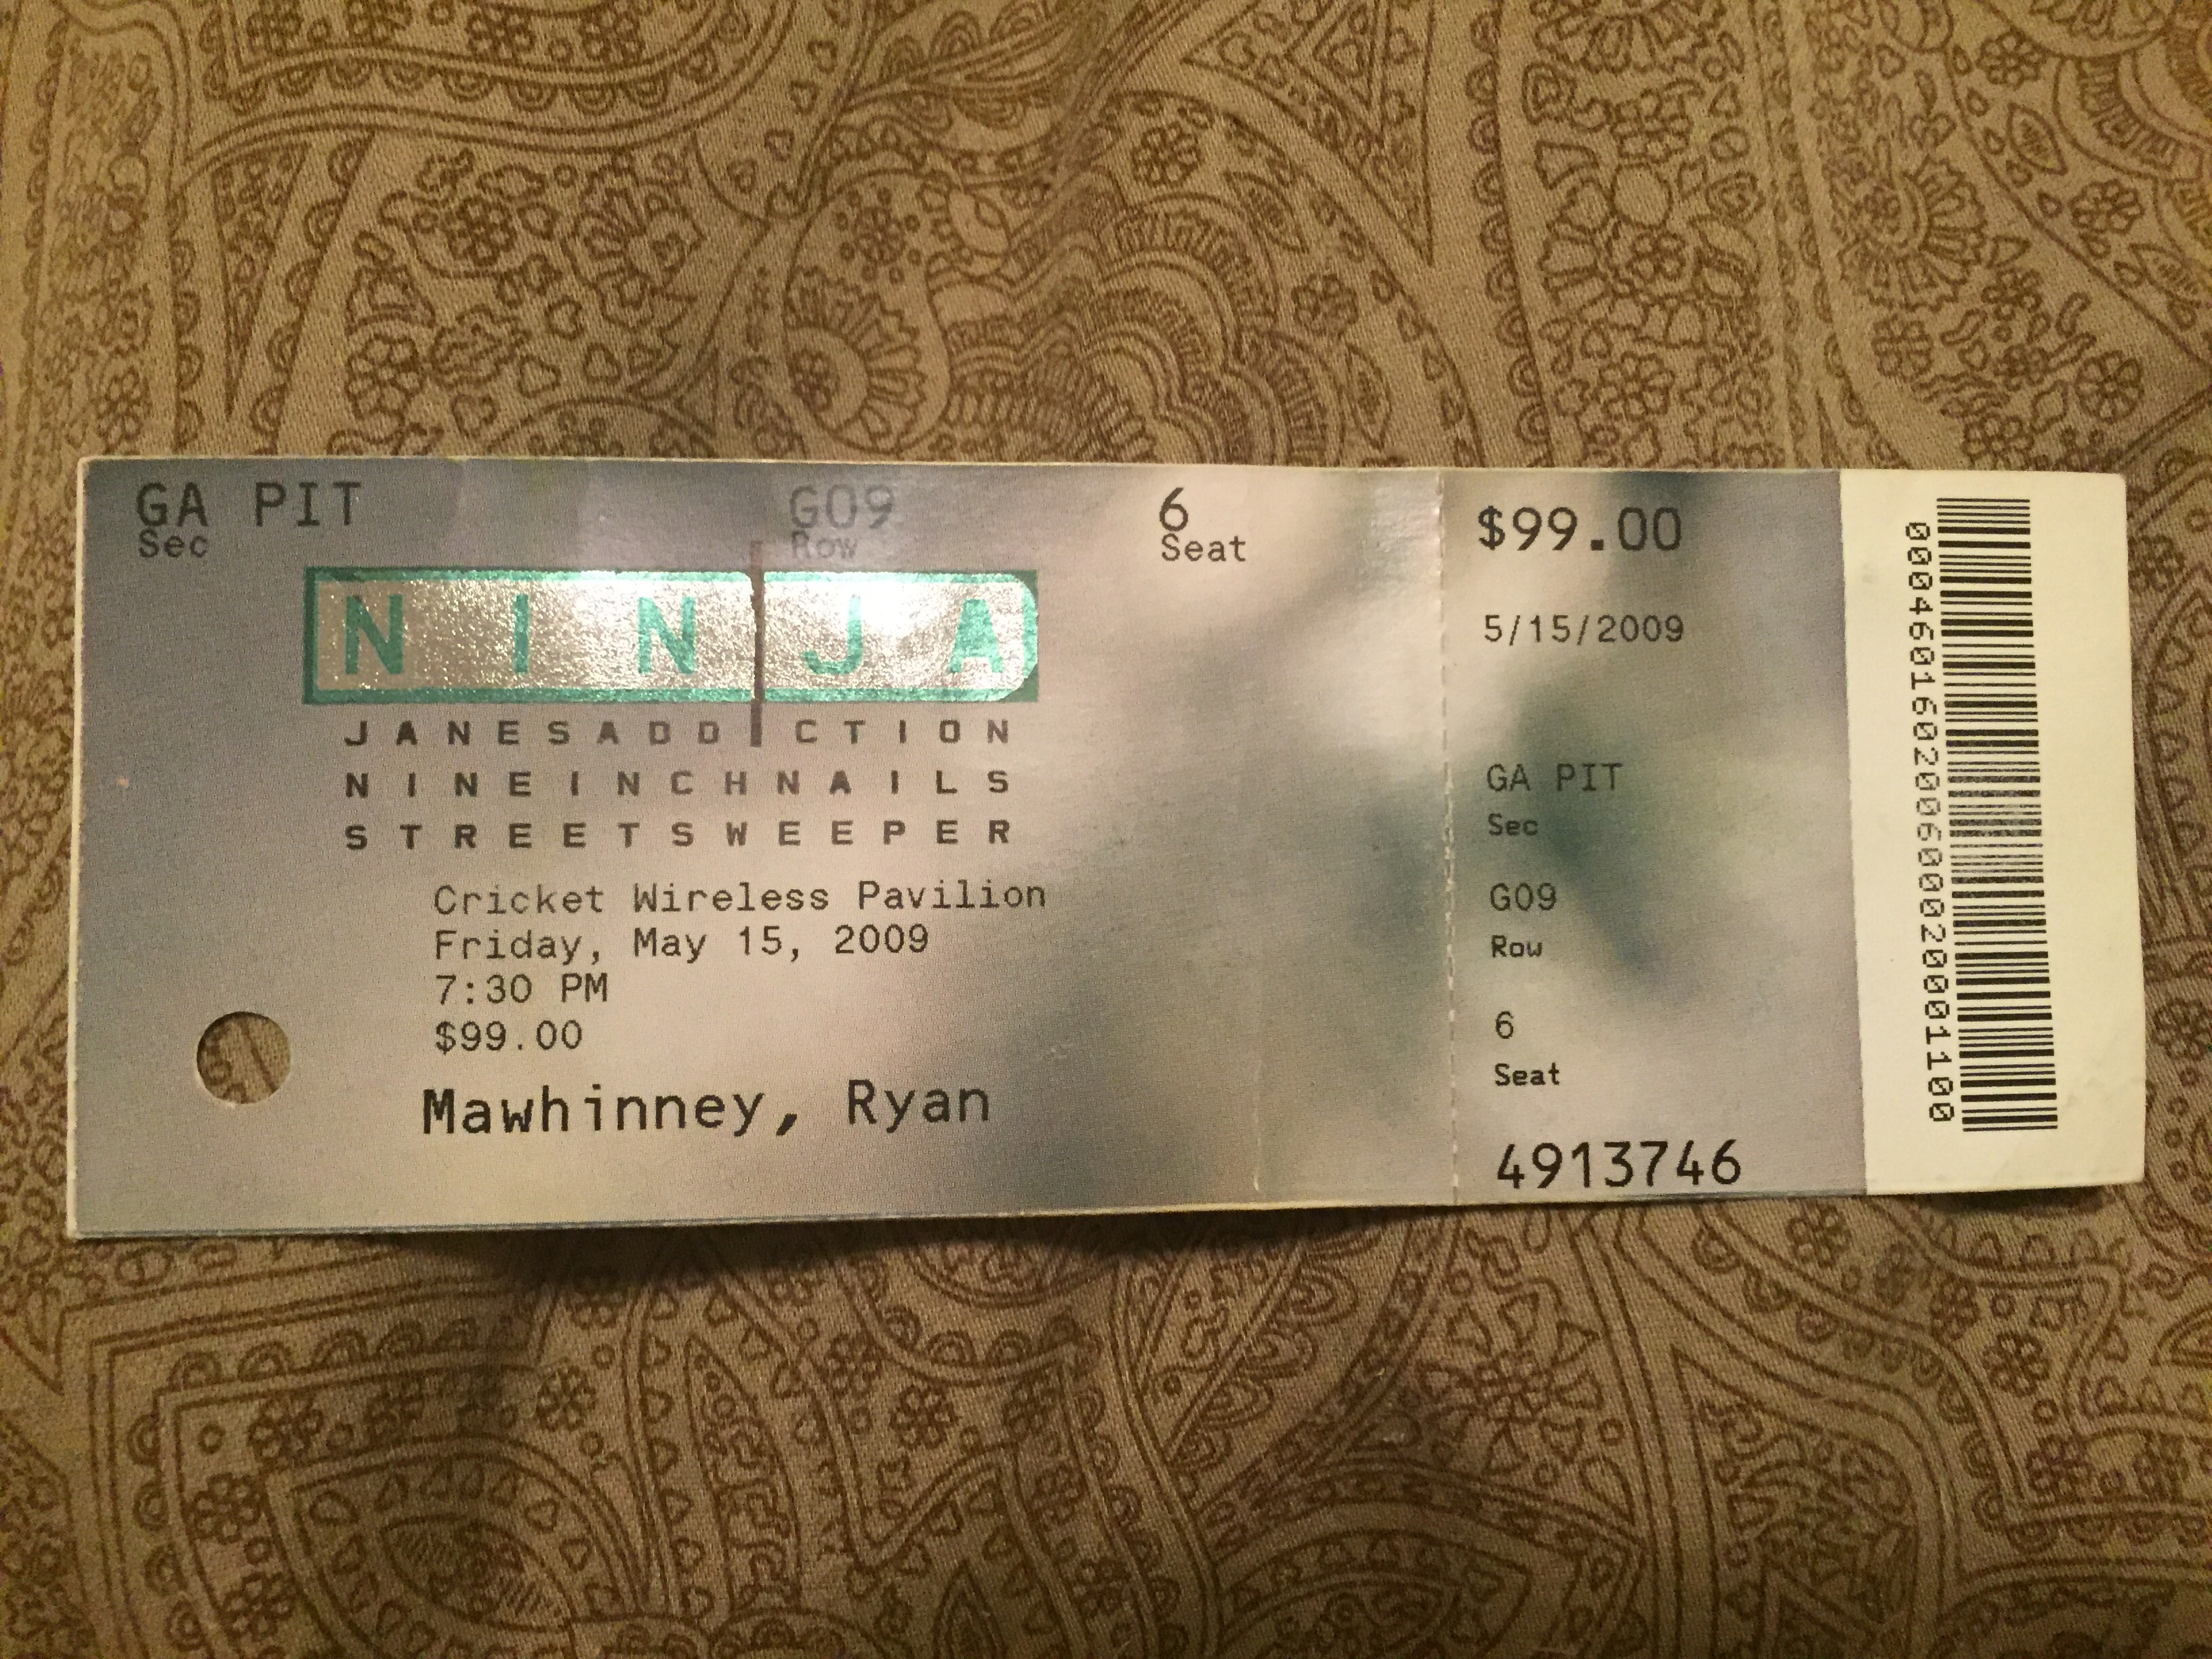 GA PIT G09 6
Sec Row Seat
NINJA
JANESADDICTION
NINEINCHNAILS
STREETSWEEPER
Cricket Wireless Pavilion
Friday, May 15, 2009
7:30 PM
$99.00
Mawhinney, Ryan
$99.00
5/15/2009
GA PIT
Sec
G09
Row
6
Seat
4913746
000460160200600020001100